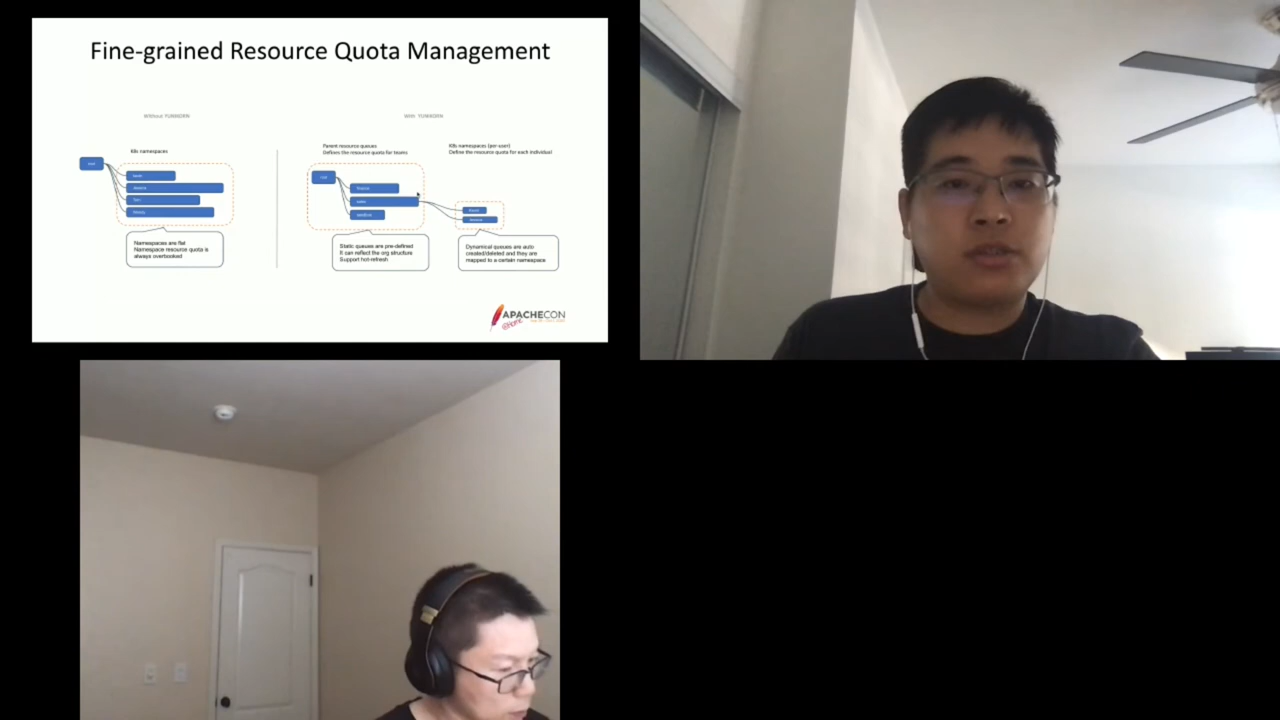 Fine-grained Resource Quota Management
Without YUNIKORN
With YUNIKORN
K8s namespaces
Parent resource queues
Defines the resource quota for teams
K8s namespaces (per-user)
Define the resource quota for each individual
Namespaces are flat
Namespace resource quota is
always overbooked
Static queues are pre-defined
It can reflect the org structure
Support hot-refresh
Dynamical queues are auto
created/deleted and they are
mapped to a certain namespace
APACHECON
@Home